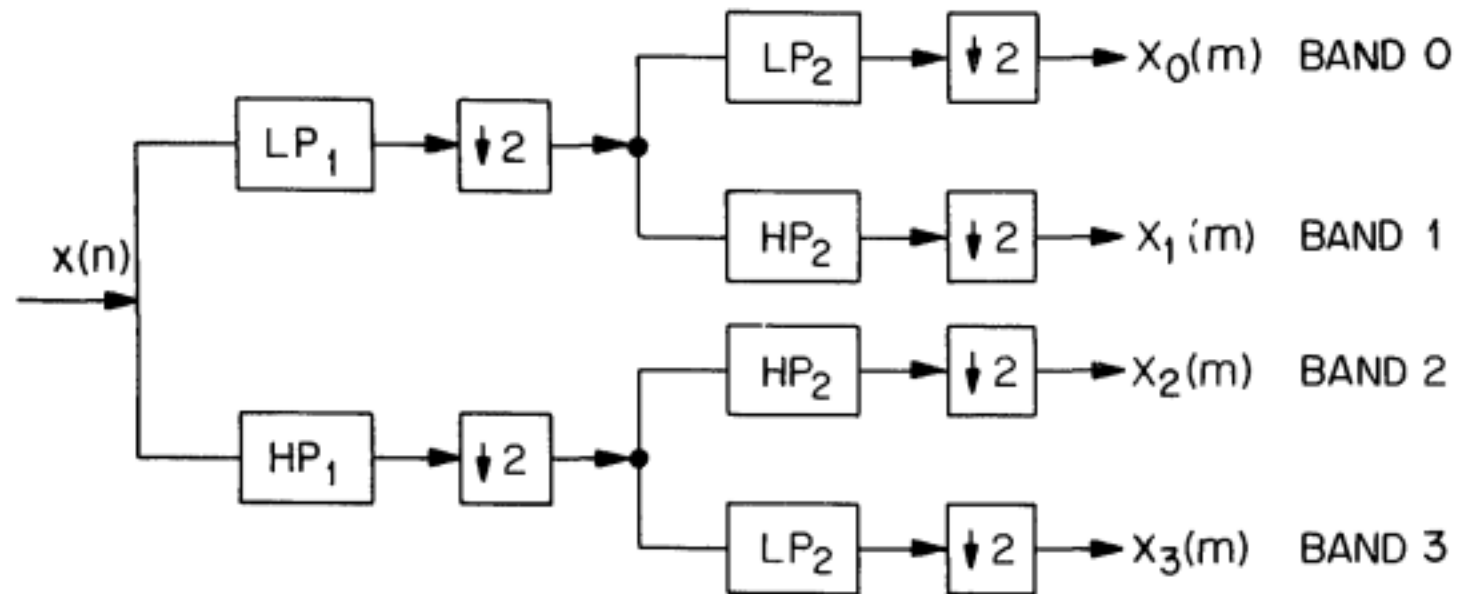 LP₂ ↓2 X₀(m) BAND 0
LP₁ ↓2
HP₂ ↓2 X₁(m) BAND 1
x(n)
HP₂ ↓2 X₂(m) BAND 2
HP₁ ↓2
LP₂ ↓2 X₃(m) BAND 3